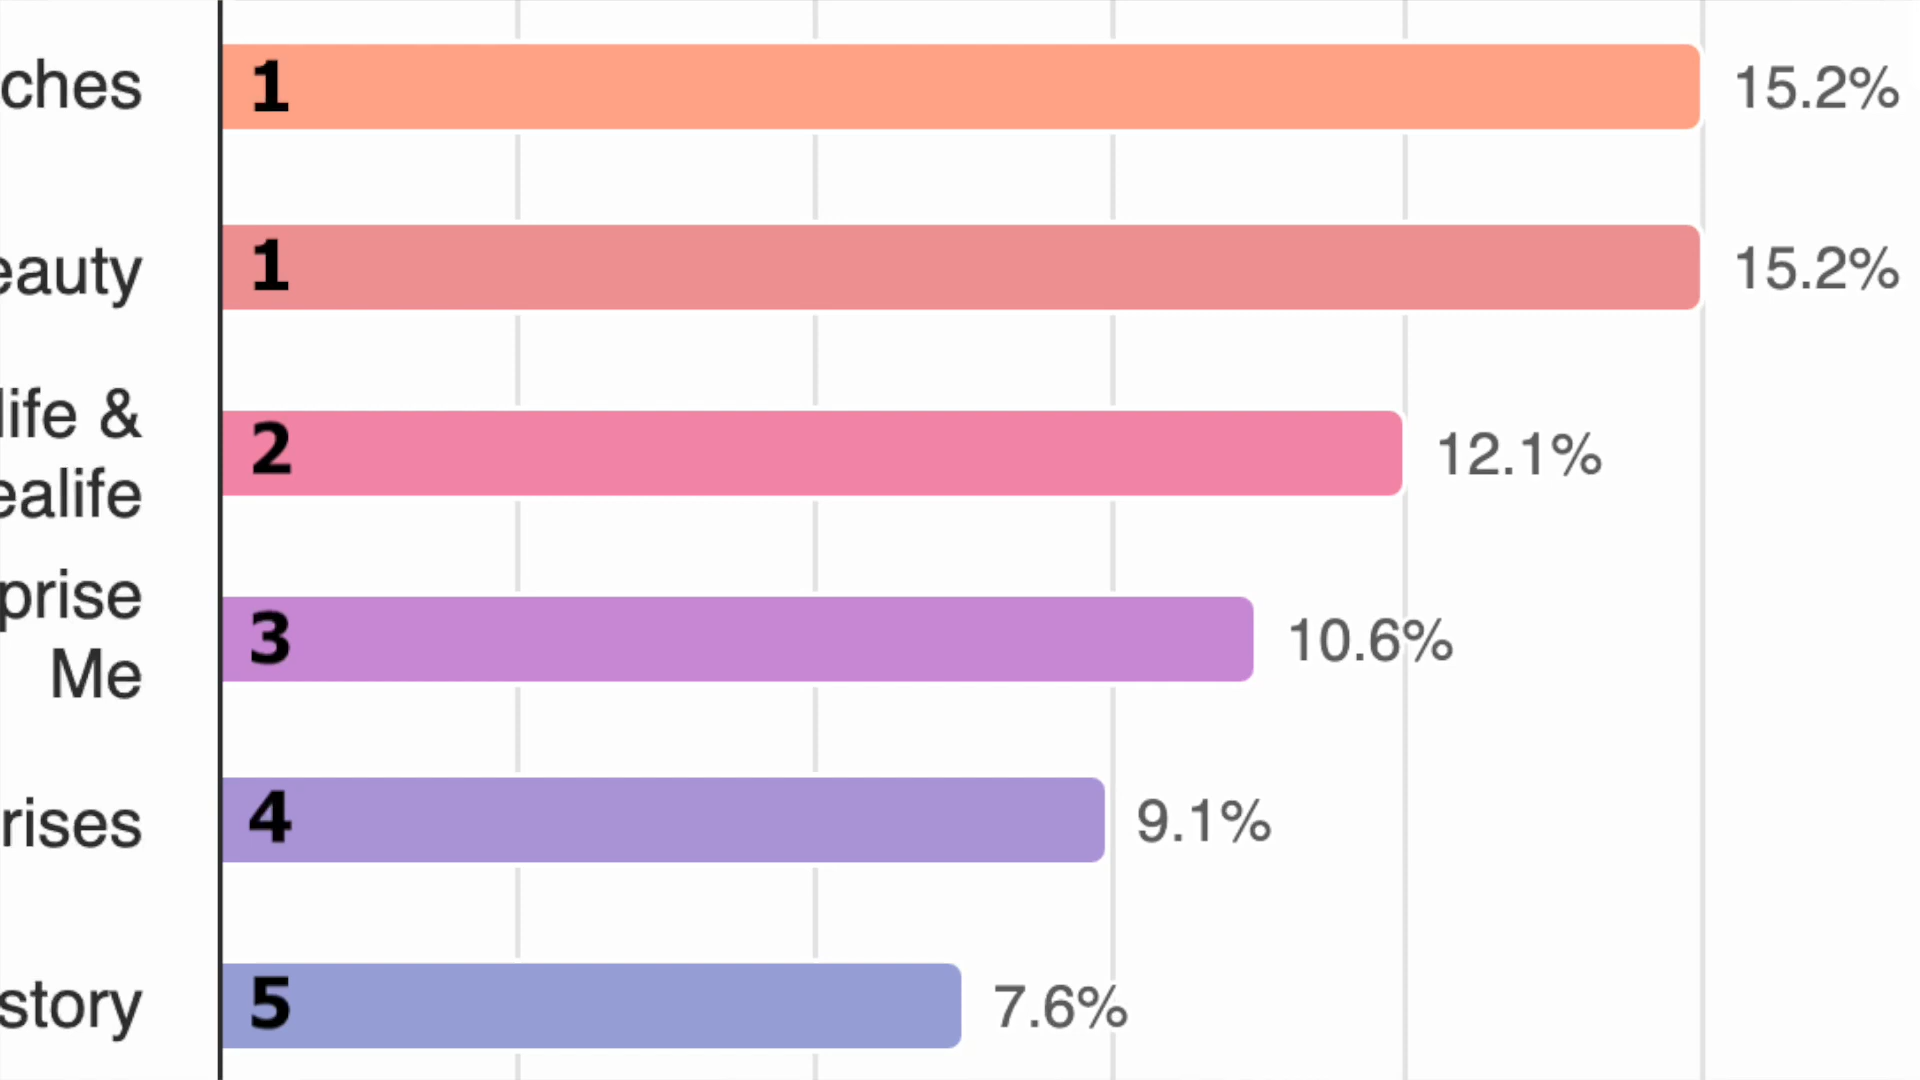 ches 1 15.2%
eauty 1 15.2%
life &
ealife 2 12.1%
prise
Me 3 10.6%
rises 4 9.1%
story 5 7.6%